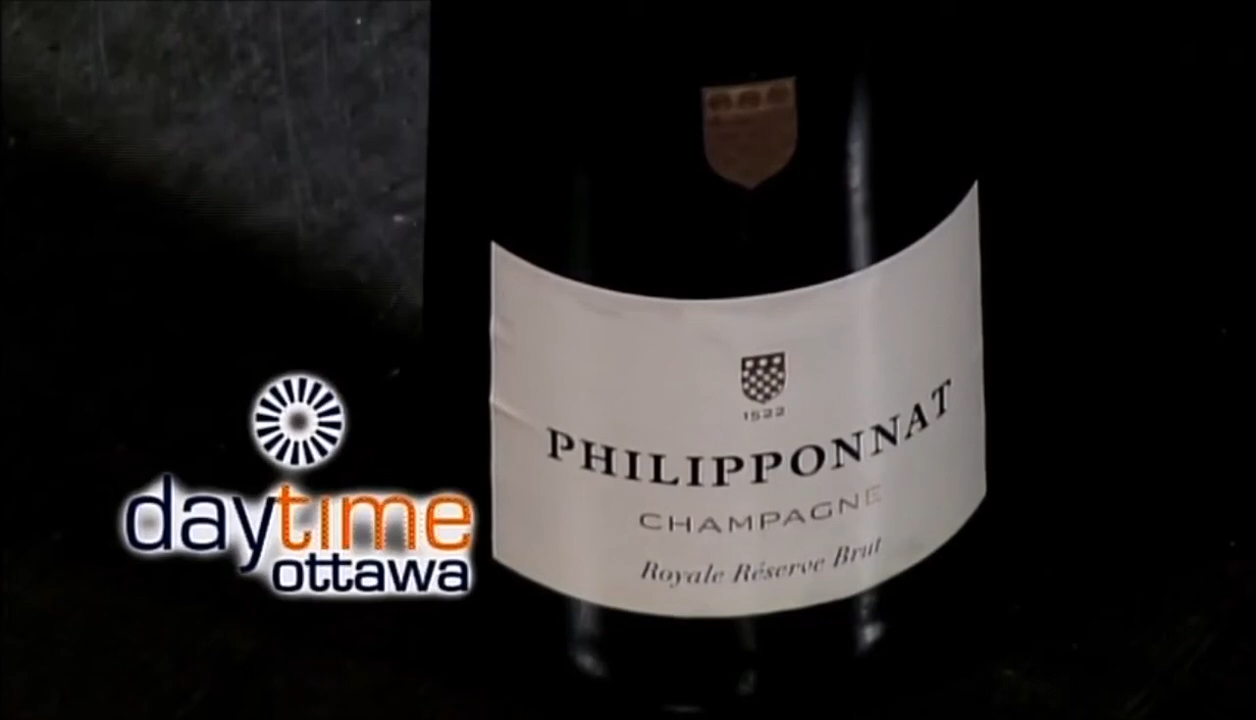 1522
PHILIPPONNAT
CHAMPAGNE
Royale Réserve Brut
daytime
ottawa